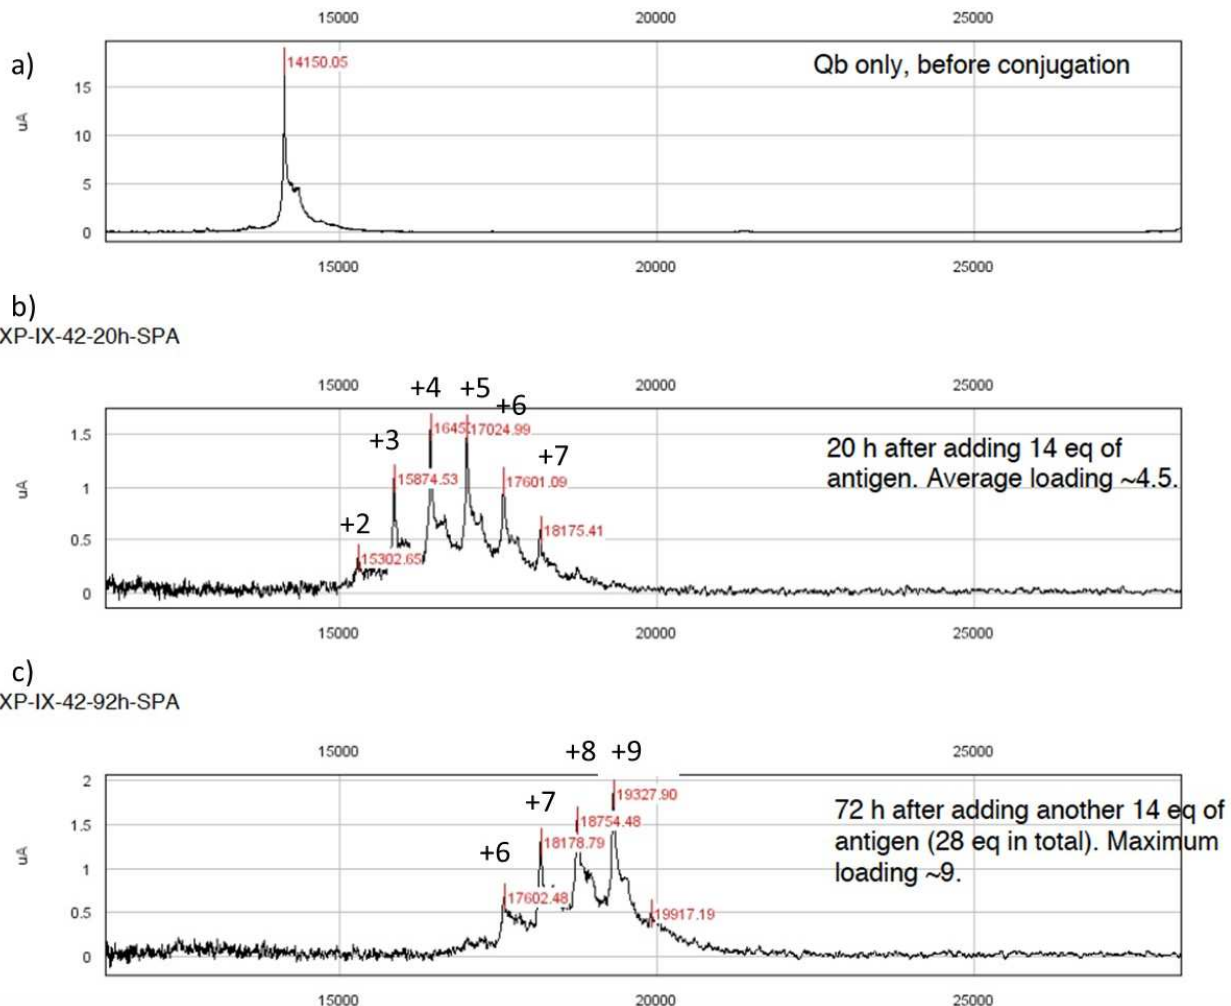 15000 20000 25000
a)
14150.05
Qb only, before conjugation
uA
15
10
5
0
15000 20000 25000
b)
XP-IX-42-20h-SPA
15000 20000 25000
+2 +3 +4 +5 +6 +7
15302.65 15874.53 1645 17024.99 17601.09 18175.41
20 h after adding 14 eq of
antigen. Average loading ~4.5.
uA
1.5
1
0.5
0
15000 20000 25000
c)
XP-IX-42-92h-SPA
15000 25000
+6 +7 +8 +9
17602.48 18178.79 18754.48 19327.90 19917.19
72 h after adding another 14 eq of
antigen (28 eq in total). Maximum
loading ~9.
uA
2
1.5
1
0.5
0
15000 20000 25000